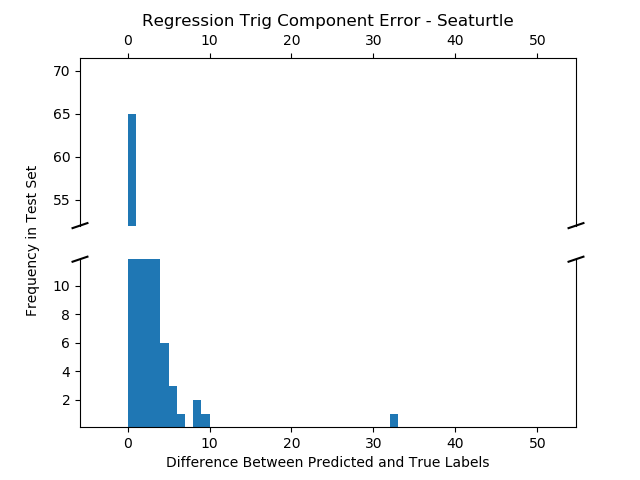 Regression Trig Component Error - Seaturtle
0 10 20 30 40 50
70
65
60
55
Frequency in Test Set
10
8
6
4
2
0 10 20 30 40 50
Difference Between Predicted and True Labels